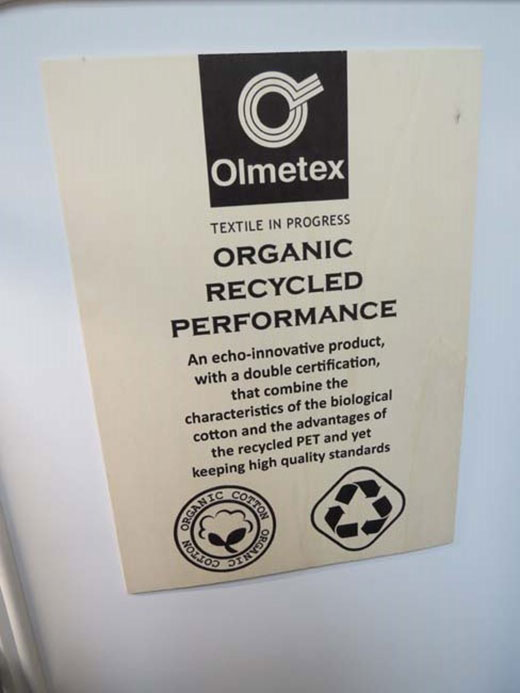 Olmetex
TEXTILE IN PROGRESS
ORGANIC
RECYCLED
PERFORMANCE
An echo-innovative product,
with a double certification,
that combine the
characteristics of the biological
cotton and the advantages of
the recycled PET and yet
keeping high quality standards
ORGANIC COTTON ORGANIC COTTON